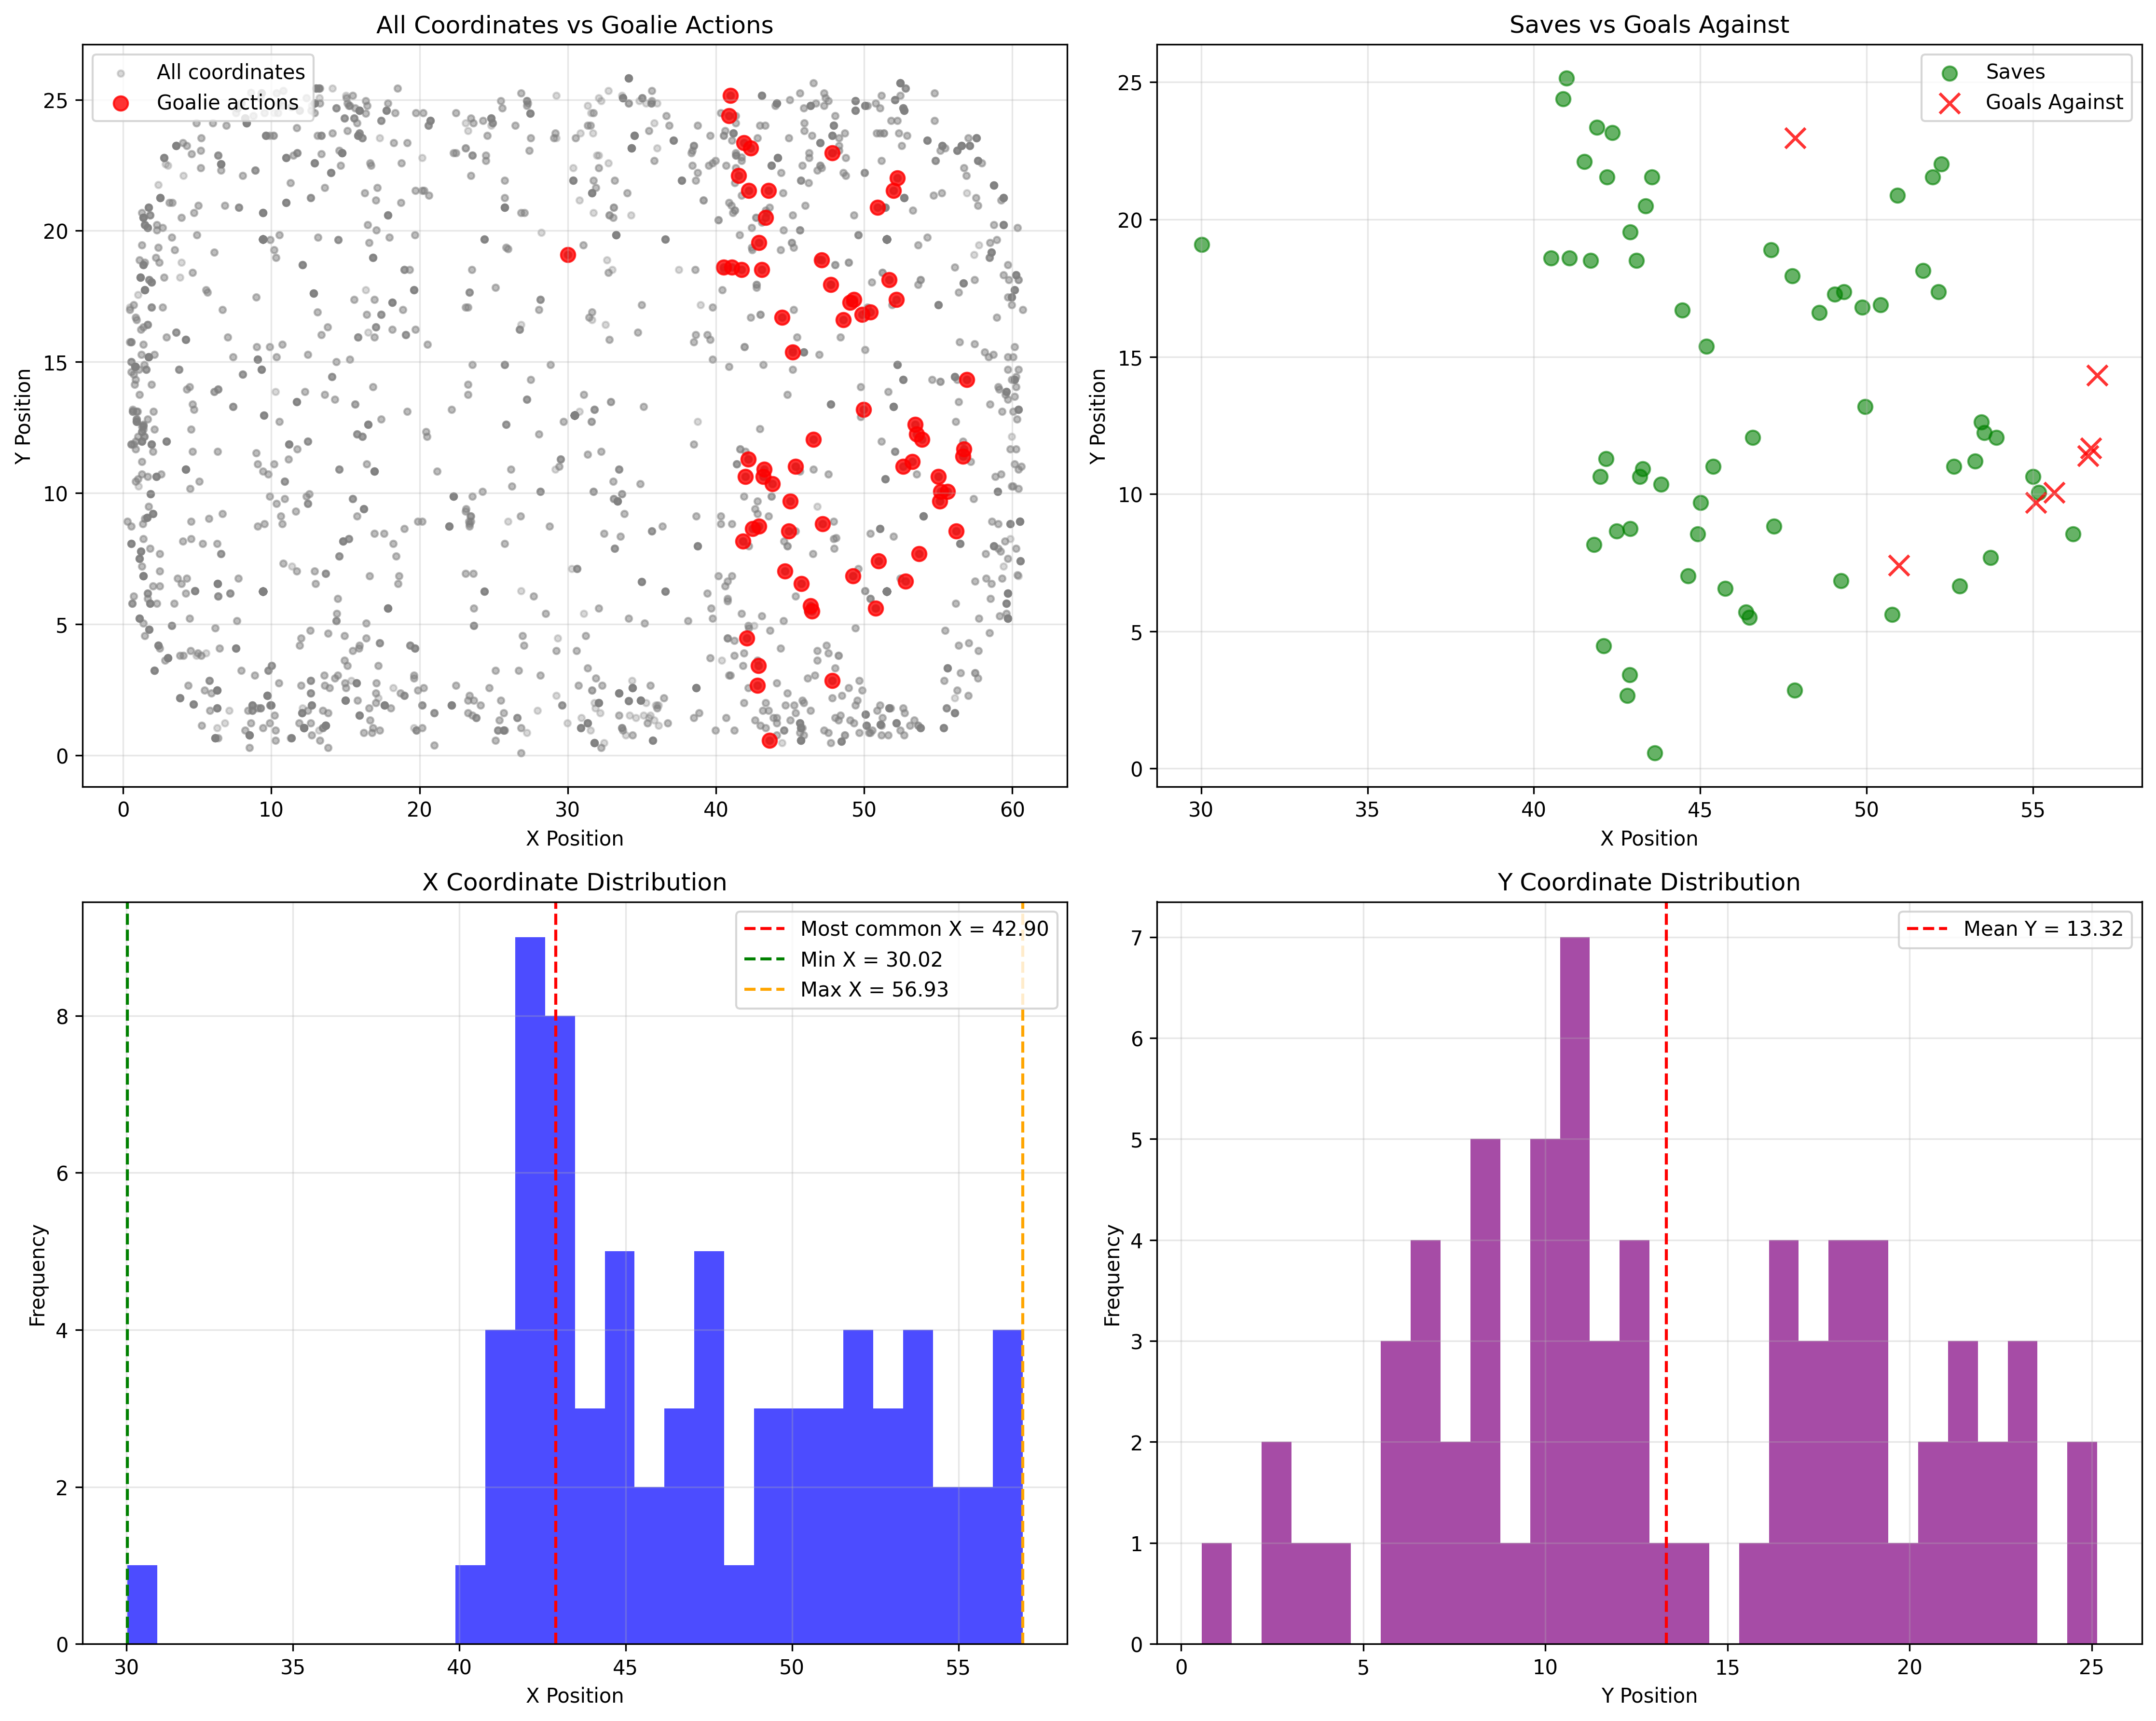 All Coordinates vs Goalie Actions
All coordinates
Goalie actions
Y Position
25
20
15
10
5
0
0 10 20 30 40 50 60
X Position
Saves vs Goals Against
Saves
Goals Against
Y Position
25
20
15
10
5
0
30 35 40 45 50 55
X Position
X Coordinate Distribution
Most common X = 42.90
Min X = 30.02
Max X = 56.93
Frequency
8
6
4
2
0
30 35 40 45 50 55
X Position
Y Coordinate Distribution
Mean Y = 13.32
Frequency
7
6
5
4
3
2
1
0
0 5 10 15 20 25
Y Position